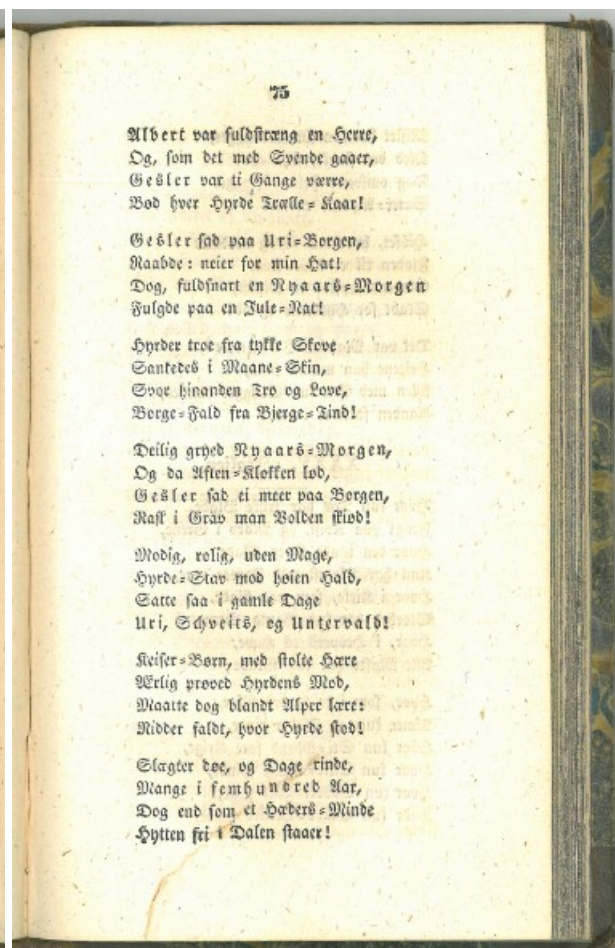 75
Albert var fuldstræng en Herre,
Og, som det med Svende gaaer,
Gesler var ti Gange værre,
Bød hver Hyrde Trælle-Kaar!
Gesler sad paa Uri-Borgen,
Raabde: neier for min Hat!
Dog, fuldsnart en Nyaars-Morgen
Fulgde paa en Jule-Nat!
Hyrder troe fra tykke Skove
Sankedes i Maane-Skin,
Svor hinanden Tro og Love,
Borge-Fald fra Bjerge-Tind!
Deilig gryed Nyaars-Morgen,
Og da Aften-Klokken lød,
Gesler sad ei meer paa Borgen,
Rask i Grav man Volden skiød!
Modig, rolig, uden Mage,
Hyrde-Stav mod høien Hald,
Satte saa i gamle Dage
Uri, Schveits, og Untervald!
Keiser-Børn, med stolte Hære
Ærlig prøved Hyrdens Mod,
Maatte dog blandt Alper lære:
Ridder faldt, hvor Hyrde stod!
Slægter døe, og Dage rinde,
Mange i femhundred Aar,
Dog end som et Hæders-Minde
Hytten fri i Dalen staaer!